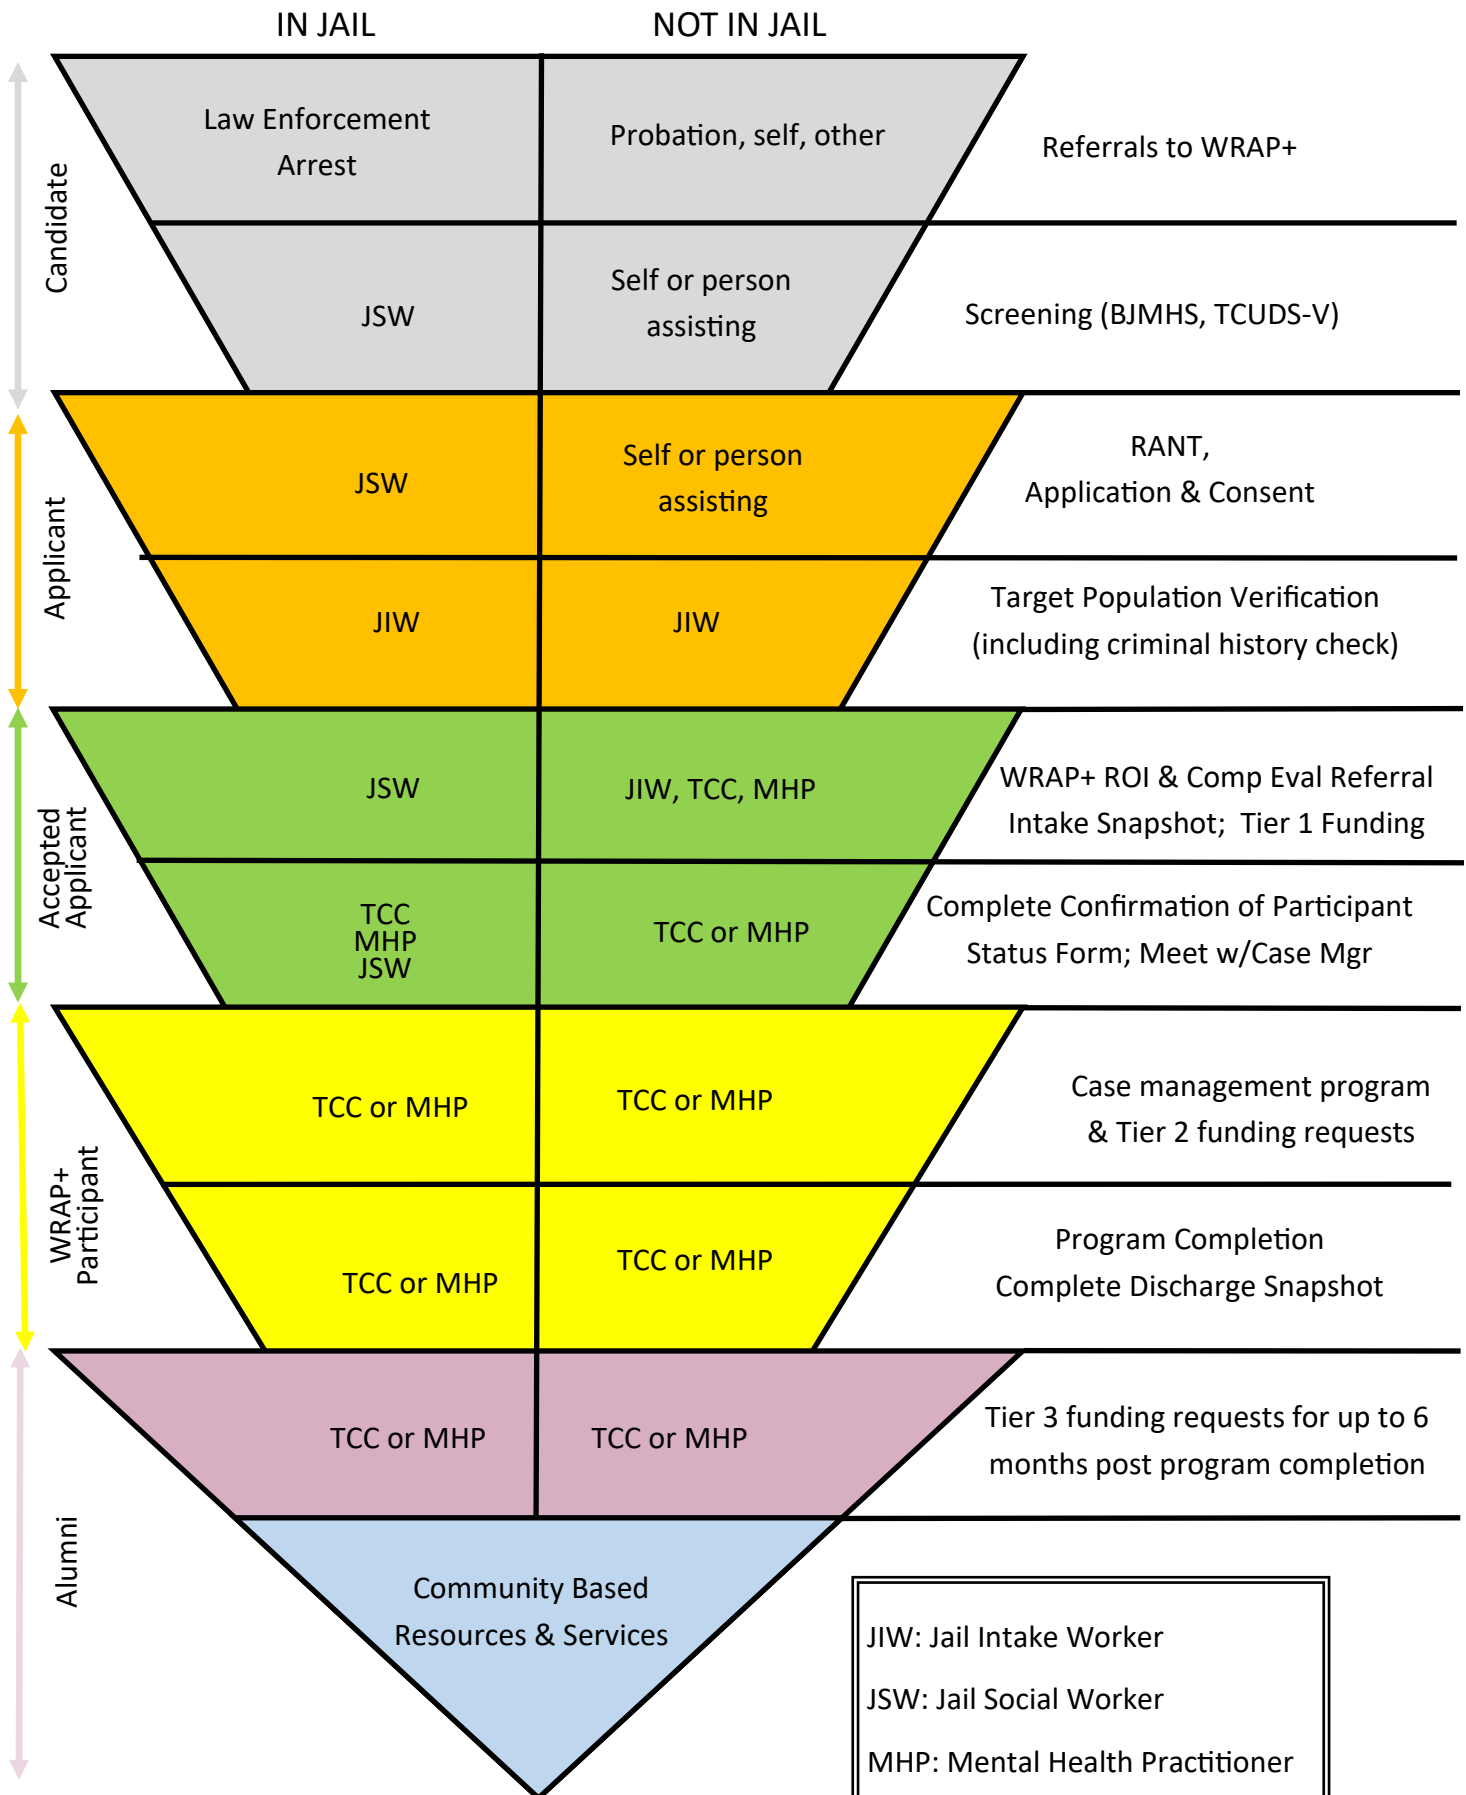 IN JAIL
NOT IN JAIL
Candidate
Law Enforcement
Arrest
Probation, self, other
Referrals to WRAP+
JSW
Self or person
assisting
Screening (BJMHS, TCUDS-V)
Applicant
JSW
Self or person
assisting
RANT,
Application & Consent
JIW
JIW
Target Population Verification
(including criminal history check)
Accepted
Applicant
JSW
JIW, TCC, MHP
WRAP+ ROI & Comp Eval Referral
Intake Snapshot; Tier 1 Funding
TCC
MHP
JSW
TCC or MHP
Complete Confirmation of Participant
Status Form; Meet w/Case Mgr
WRAP+
Participant
TCC or MHP
TCC or MHP
Case management program
& Tier 2 funding requests
TCC or MHP
TCC or MHP
Program Completion
Complete Discharge Snapshot
Alumni
TCC or MHP
TCC or MHP
Tier 3 funding requests for up to 6
months post program completion
Community Based
Resources & Services
JIW: Jail Intake Worker
JSW: Jail Social Worker
MHP: Mental Health Practitioner